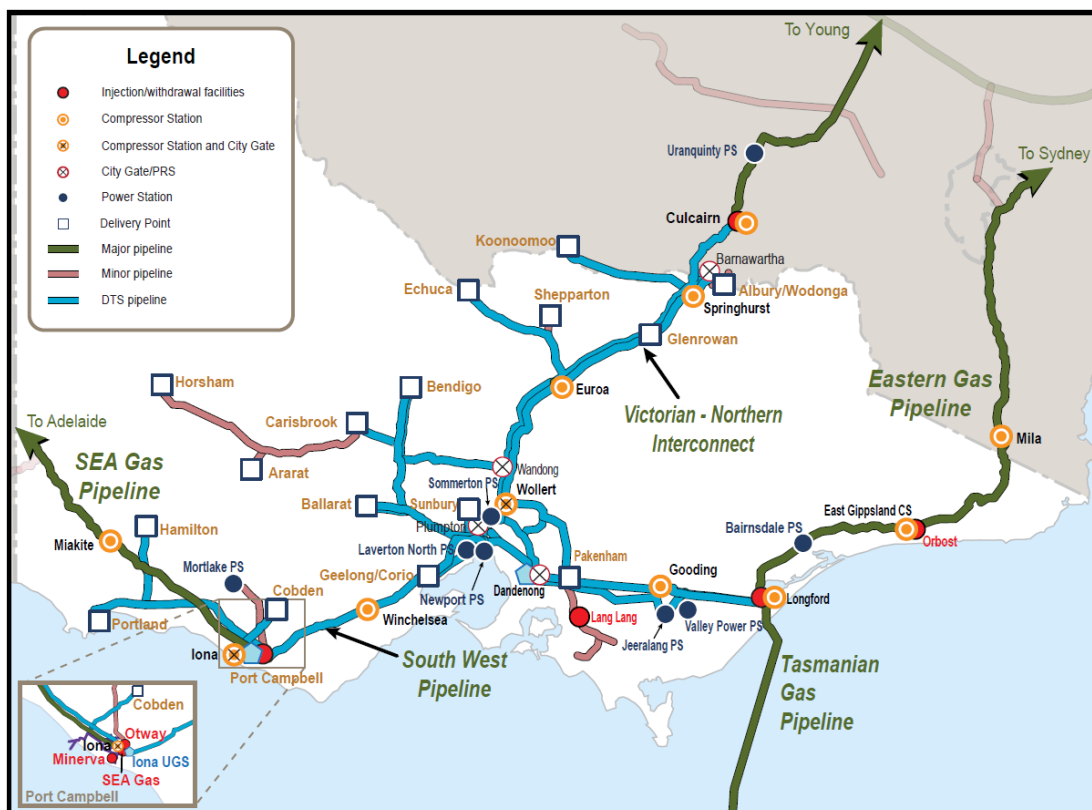 Legend
Injection/withdrawal facilities
Compressor Station
Compressor Station and City Gate
City Gate/PRS
Power Station
Delivery Point
Major pipeline
Minor pipeline
DTS pipeline
To Young
Uranquinty PS
To Sydney
Culcairn
Koonoomoo
Barnawartha
Echuca
Shepparton
Albury/Wodonga
Springhurst
Glenrowan
Horsham
Bendigo
Euroa
Eastern Gas
Pipeline
Victorian - Northern
Interconnect
To Adelaide
Carisbrook
SEA Gas
Pipeline
Ararat
Wandong
Mila
Sommerton PS
Wollert
Ballarat
Sunbury
Plumpton
East Gippsland CS
Bairnsdale PS
Orbost
Hamilton
Miakite
Laverton North PS
Pakenham
Mortlake PS
Geelong/Corio
Gooding
Cobden
Newport PS
Dandenong
Longford
Portland
Winchelsea
Lang Lang
Valley Power PS
Jeeralang PS
Iona
South West
Pipeline
Port Campbell
Tasmanian
Gas
Pipeline
Cobden
Otway
Iona
Minerva
Iona UGS
SEA Gas
Port Campbell